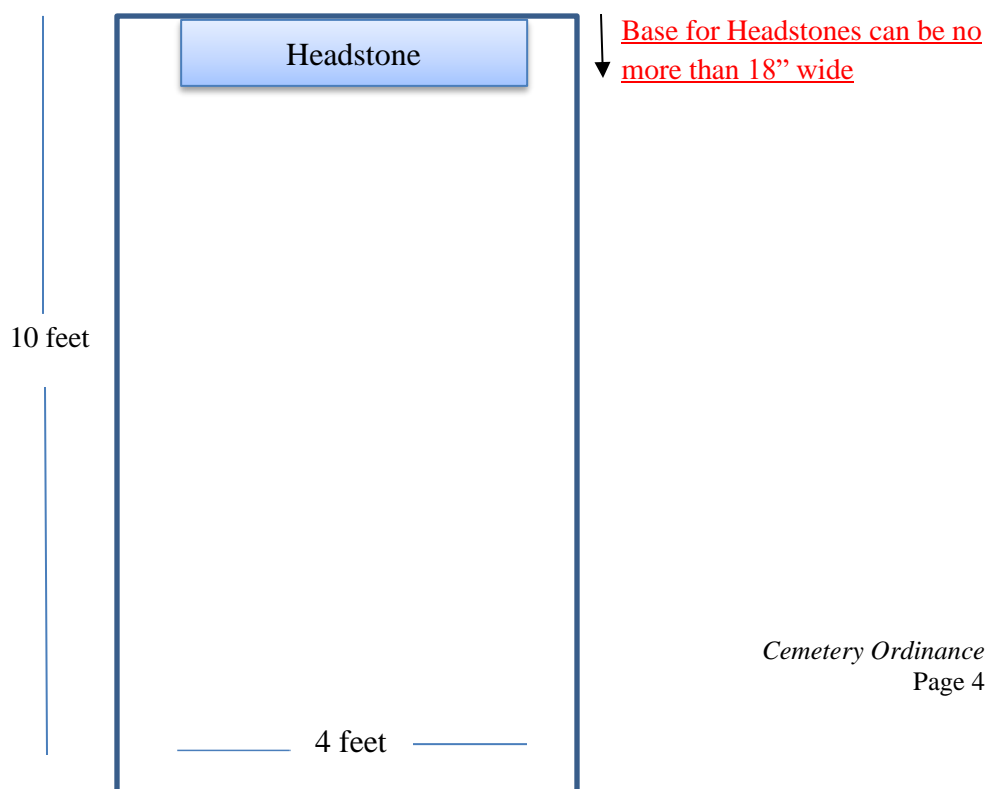 Headstone
Base for Headstones can be no
more than 18” wide
10 feet
Cemetery Ordinance
Page 4
4 feet